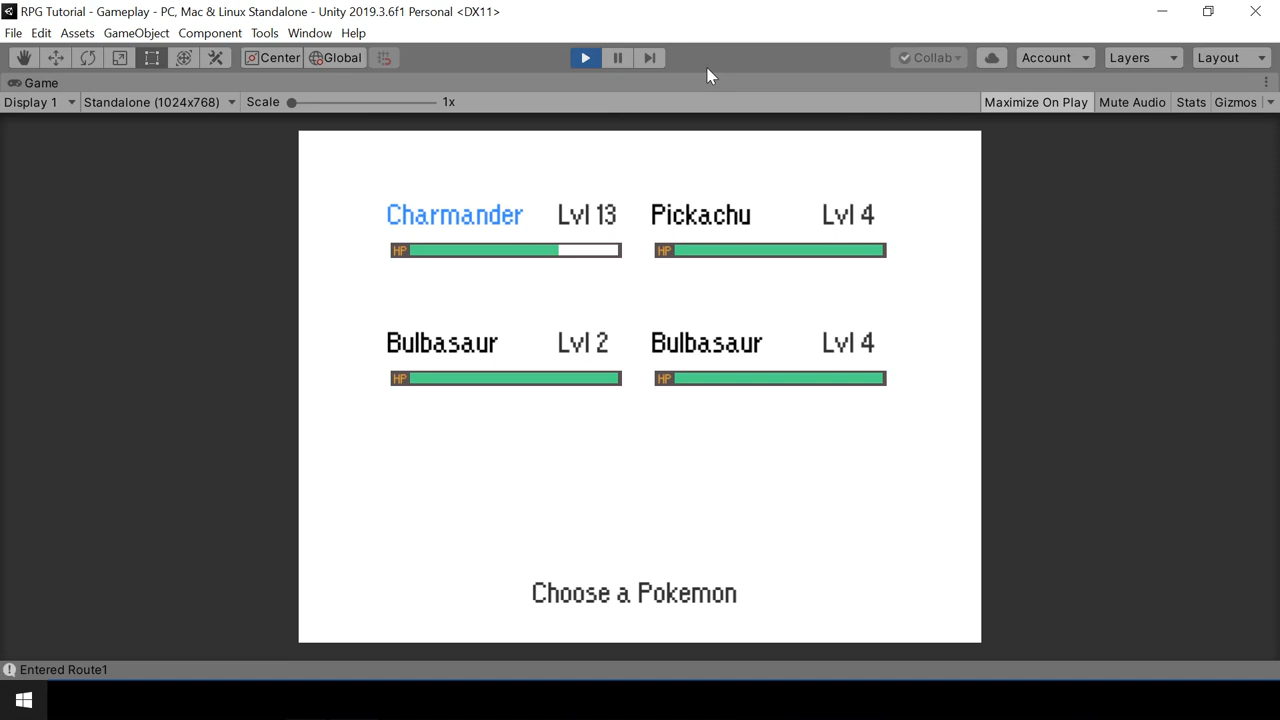 RPG Tutorial - Gameplay - PC, Mac & Linux Standalone - Unity 2019.3.6f1 Personal <DX11>
File Edit Assets GameObject Component Tools Window Help
Center Global Collab Account Layers Layout
Game
Display 1 Standalone (1024x768) Scale 1x Maximize On Play Mute Audio Stats Gizmos
Charmander Lvl 13 Pickachu Lvl 4
HP HP
Bulbasaur Lvl 2 Bulbasaur Lvl 4
HP HP
Choose a Pokemon
Entered Route1